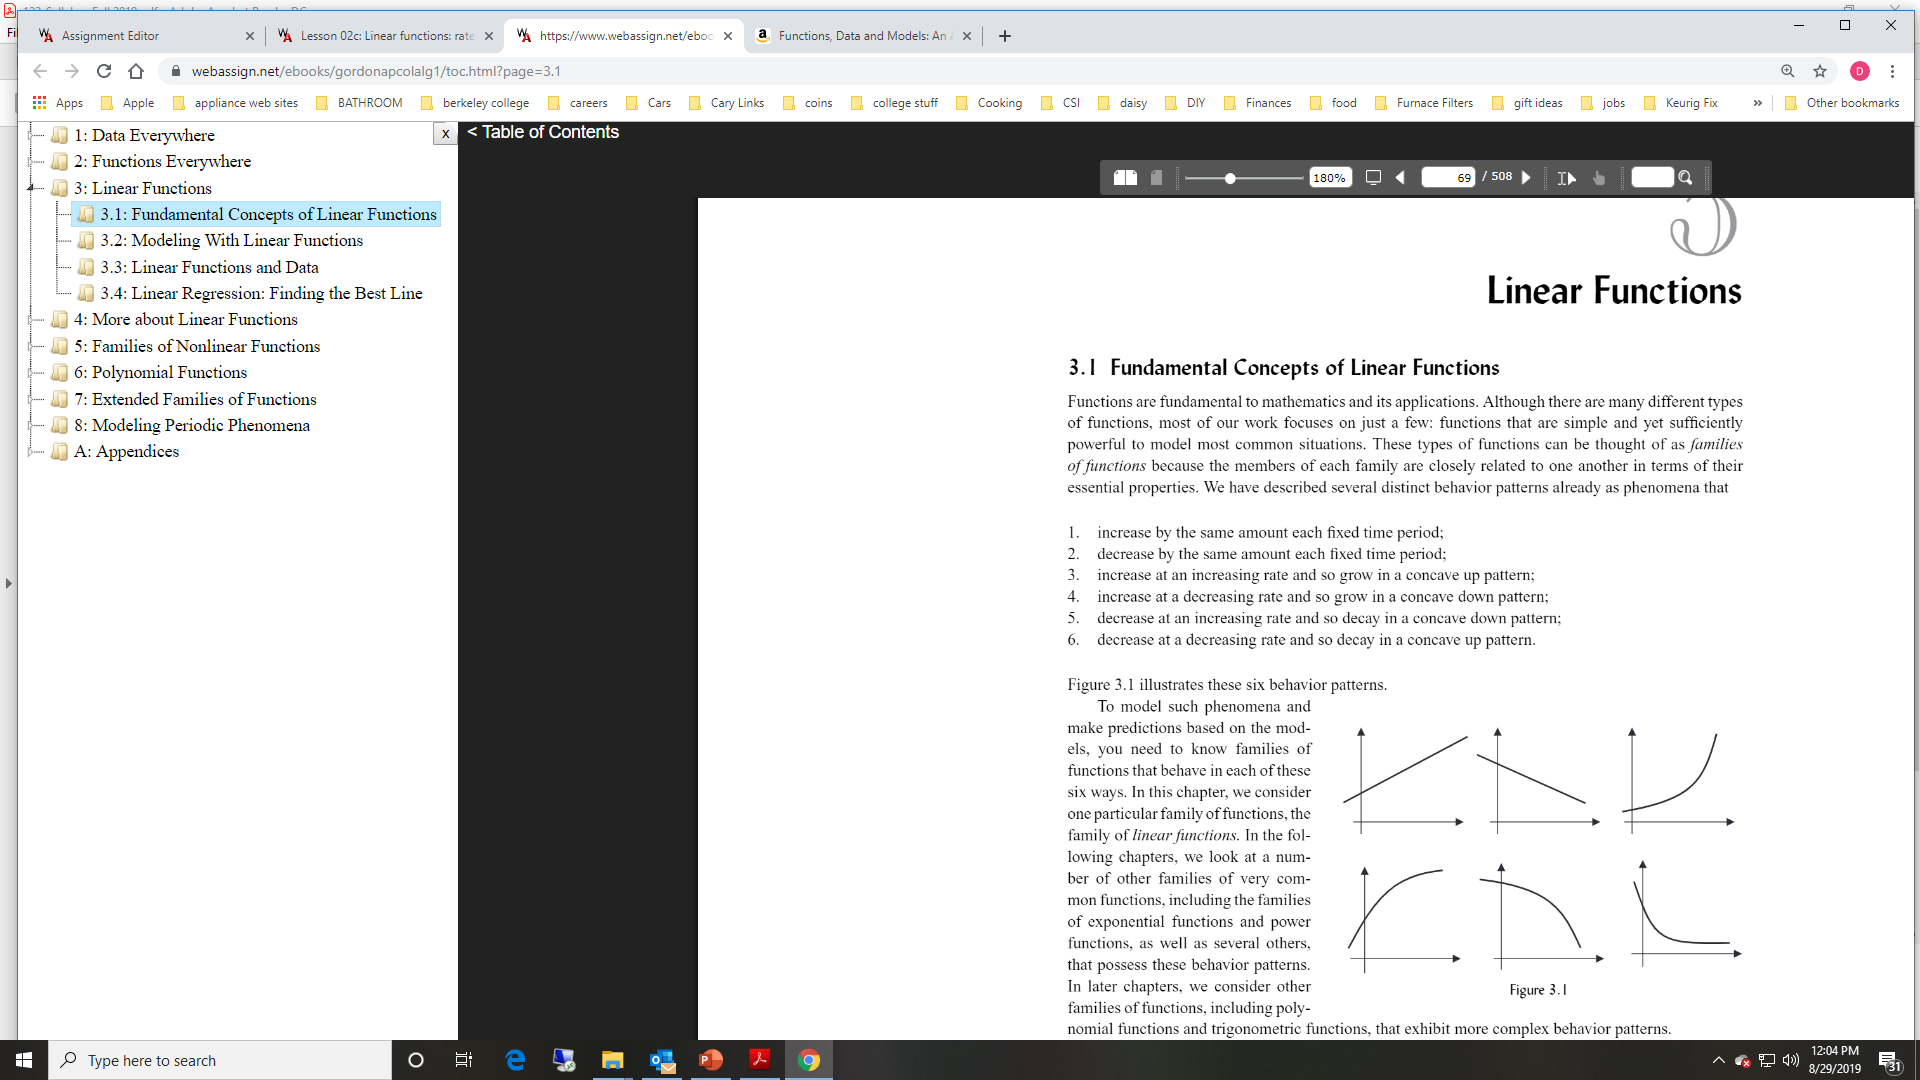 Assignment Editor
Lesson 02c: Linear functions: rate
https://www.webassign.net/eboo
Functions, Data and Models: An A
webassign.net/ebooks/gordonapcolalg1/toc.html?page=3.1
D
Apps
Apple
appliance web sites
BATHROOM
berkeley college
careers
Cars
Cary Links
coins
college stuff
Cooking
CSI
daisy
DIY
Finances
food
Furnace Filters
gift ideas
jobs
Keurig Fix
»
Other bookmarks
1: Data Everywhere
2: Functions Everywhere
3: Linear Functions
3.1: Fundamental Concepts of Linear Functions
3.2: Modeling With Linear Functions
3.3: Linear Functions and Data
3.4: Linear Regression: Finding the Best Line
4: More about Linear Functions
5: Families of Nonlinear Functions
6: Polynomial Functions
7: Extended Families of Functions
8: Modeling Periodic Phenomena
A: Appendices
x
< Table of Contents
180%
69 / 508
3
Linear Functions
3.1 Fundamental Concepts of Linear Functions
Functions are fundamental to mathematics and its applications. Although there are many different types
of functions, most of our work focuses on just a few: functions that are simple and yet sufficiently
powerful to model most common situations. These types of functions can be thought of as families
of functions because the members of each family are closely related to one another in terms of their
essential properties. We have described several distinct behavior patterns already as phenomena that
1. increase by the same amount each fixed time period;
2. decrease by the same amount each fixed time period;
3. increase at an increasing rate and so grow in a concave up pattern;
4. increase at a decreasing rate and so grow in a concave down pattern;
5. decrease at an increasing rate and so decay in a concave down pattern;
6. decrease at a decreasing rate and so decay in a concave up pattern.
Figure 3.1 illustrates these six behavior patterns.
To model such phenomena and
make predictions based on the mod-
els, you need to know families of
functions that behave in each of these
six ways. In this chapter, we consider
one particular family of functions, the
family of linear functions. In the fol-
lowing chapters, we look at a num-
ber of other families of very com-
mon functions, including the families
of exponential functions and power
functions, as well as several others,
that possess these behavior patterns.
In later chapters, we consider other
families of functions, including poly-
nomial functions and trigonometric functions, that exhibit more complex behavior patterns.
Figure 3.1
Type here to search
12:04 PM
8/29/2019
31